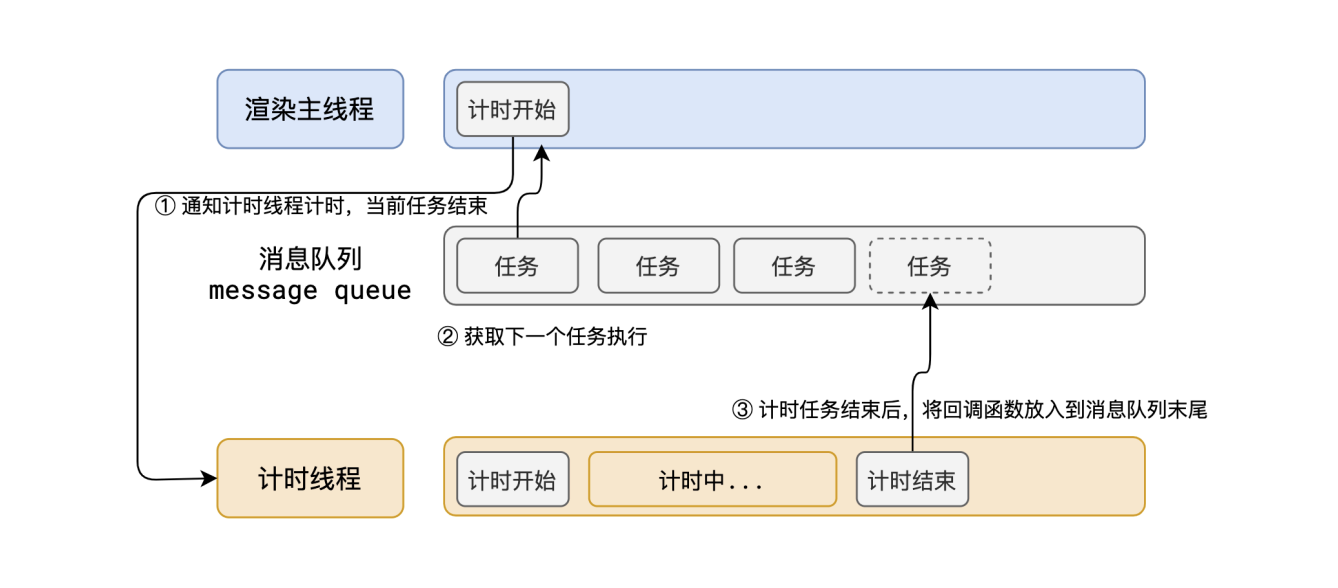 渲染主线程
计时开始
① 通知计时线程计时，当前任务结束
消息队列
message queue
任务
任务
任务
任务
② 获取下一个任务执行
③ 计时任务结束后，将回调函数放入到消息队列末尾
计时线程
计时开始
计时中...
计时结束